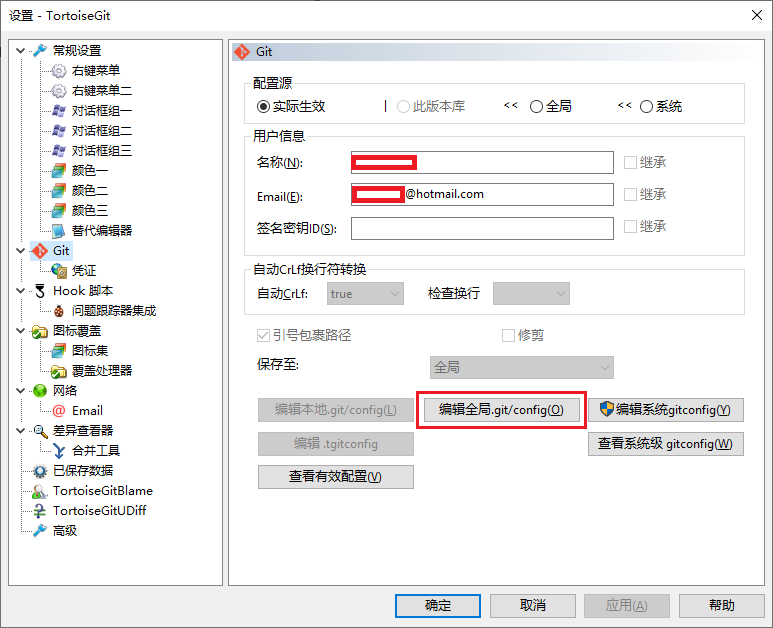 设置 - TortoiseGit
常规设置
右键菜单
右键菜单二
对话框组一
对话框组二
对话框组三
颜色一
颜色二
颜色三
替代编辑器
Git
凭证
Hook 脚本
问题跟踪器集成
图标覆盖
图标集
覆盖处理器
网络
Email
差异查看器
合并工具
已保存数据
TortoiseGitBlame
TortoiseGitUDiff
高级
Git
配置源
实际生效 | 此版本库 << 全局 << 系统
用户信息
名称(N): 继承
Email(E): @hotmail.com 继承
签名密钥ID(S): 继承
自动CrLf换行符转换
自动CrLf: true 检查换行
引号包裹路径 修剪
保存至: 全局
编辑本地.git/config(L) 编辑全局.git/config(O) 编辑系统gitconfig(Y)
编辑 .tgitconfig 查看系统级 gitconfig(W)
查看有效配置(V)
确定 取消 应用(A) 帮助